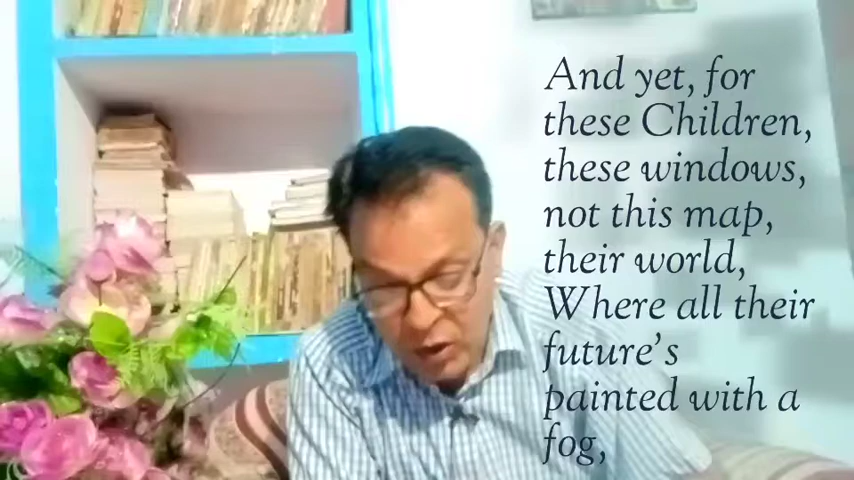 And yet, for
these Children,
these windows,
not this map,
their world,
Where all their
future's
painted with a
fog,